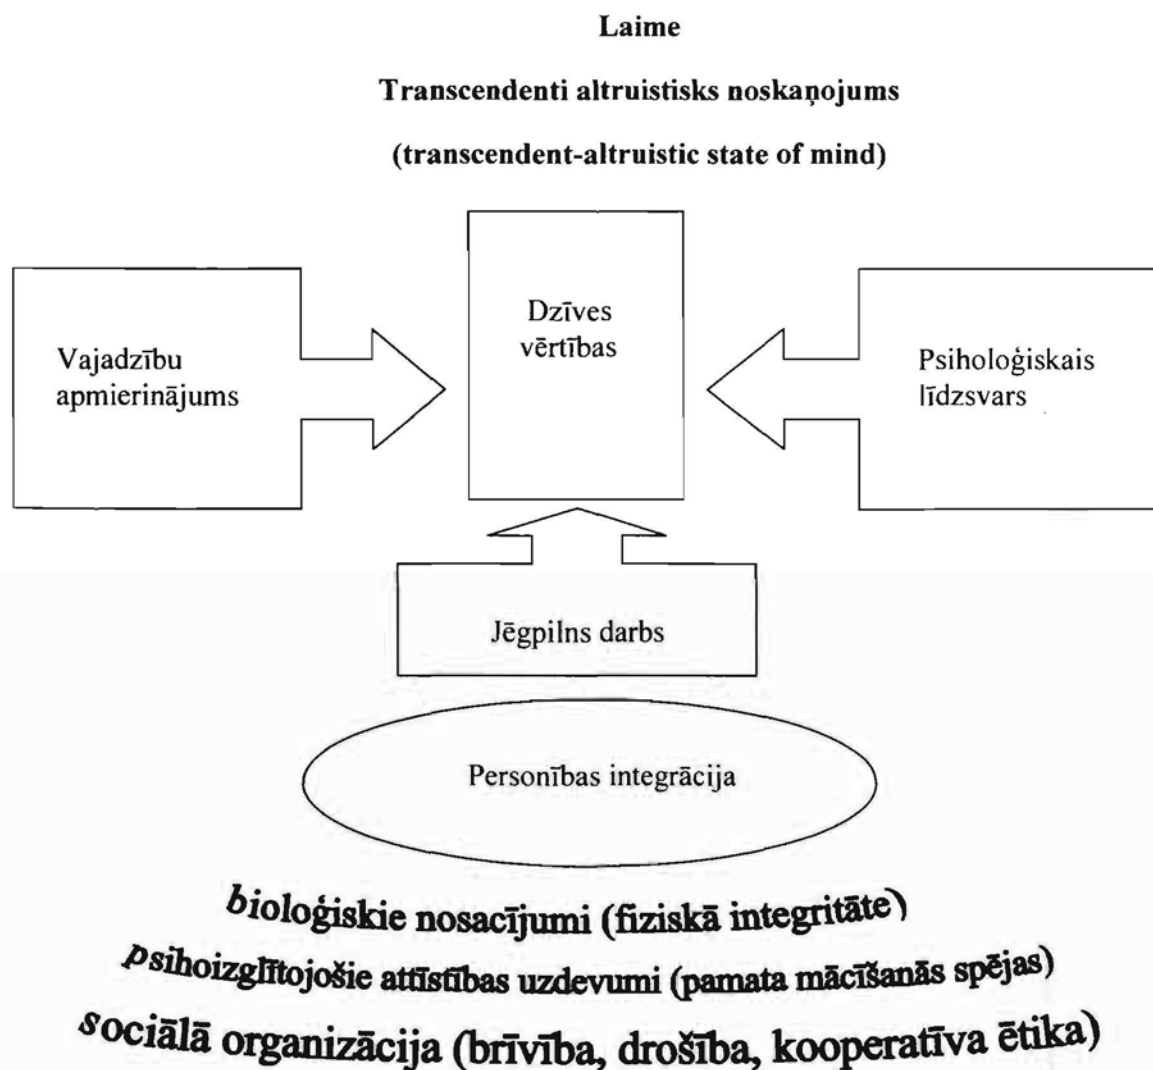 Laime
Transcendenti altruistisks noskaņojums
(transcendent-altruistic state of mind)
Dzīves
vērtības
Vajadzību
apmierinājums
Psiholoģiskais
līdzsvars
Jēgpilns darbs
Personības integrācija
bioloģiskie nosacījumi (fiziskā integritāte)
psihoizglītojošie attīstības uzdevumi (pamata mācīšanās spējas)
sociālā organizācija (brīvība, drošība, kooperatīva ētika)